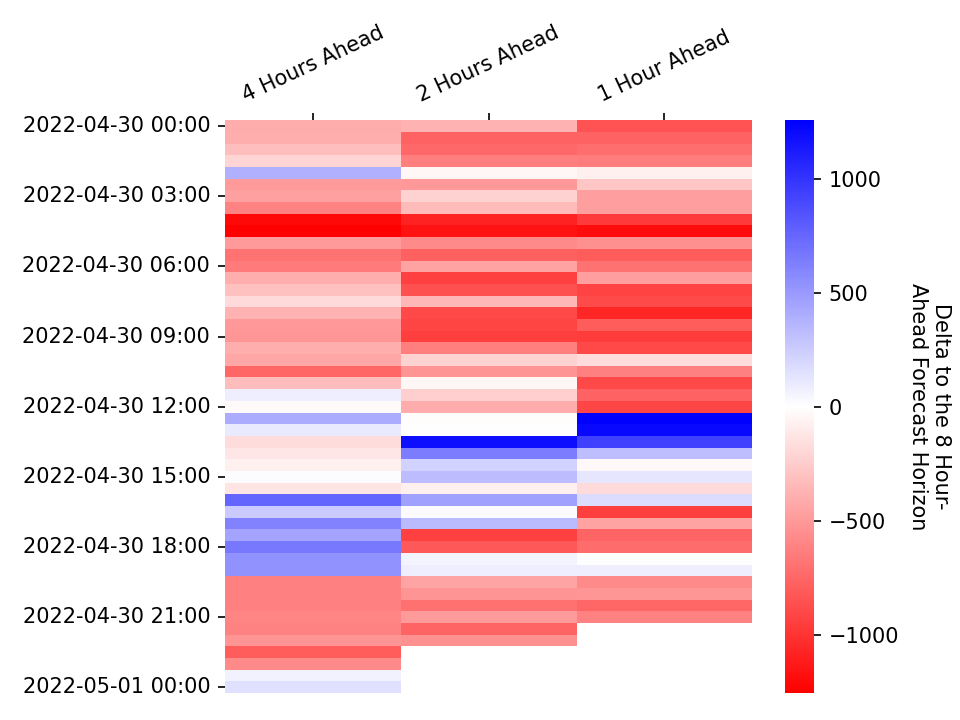 4 Hours Ahead
2 Hours Ahead
1 Hour Ahead
2022-04-30 00:00
2022-04-30 03:00
2022-04-30 06:00
2022-04-30 09:00
2022-04-30 12:00
2022-04-30 15:00
2022-04-30 18:00
2022-04-30 21:00
2022-05-01 00:00
1000
500
0
−500
−1000
Delta to the 8 Hour-
Ahead Forecast Horizon